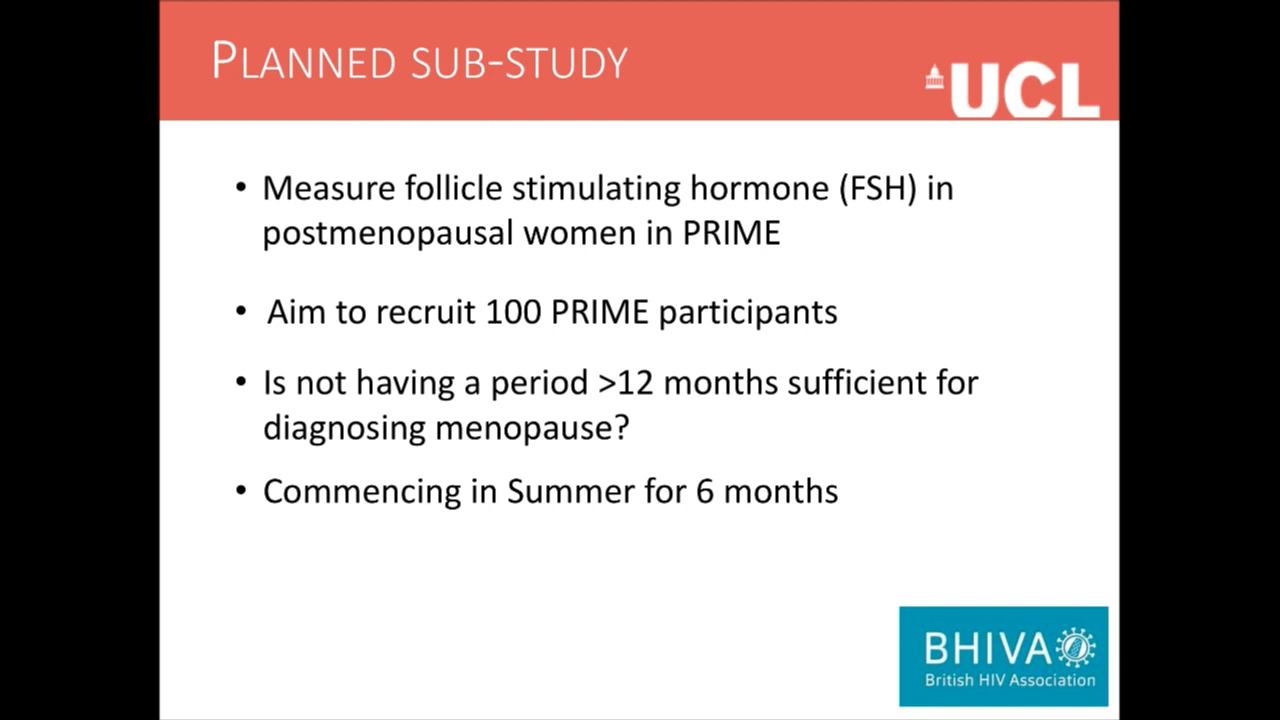 PLANNED SUB-STUDY
UCL
• Measure follicle stimulating hormone (FSH) in
postmenopausal women in PRIME
• Aim to recruit 100 PRIME participants
• Is not having a period >12 months sufficient for
diagnosing menopause?
• Commencing in Summer for 6 months
BHIVA
British HIV Association